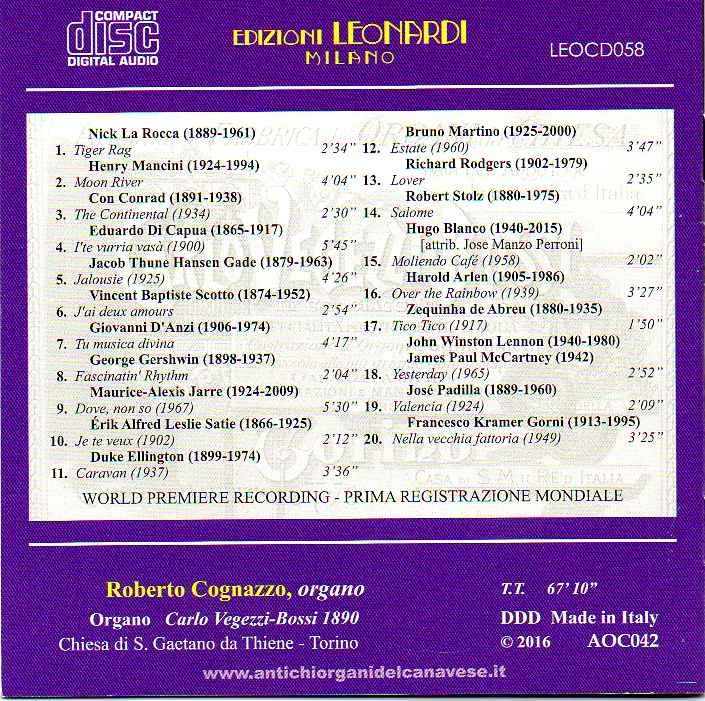 COMPACT
disc
DIGITAL AUDIO
EDIZIONI LEONARDI
MILANO
LEOCD058
Nick La Rocca (1889-1961)
1. Tiger Rag 2'34"
Henry Mancini (1924-1994)
2. Moon River 4'04"
Con Conrad (1891-1938)
3. The Continental (1934) 2'30"
Eduardo Di Capua (1865-1917)
4. I'te vurria vasà (1900) 5'45"
Jacob Thune Hansen Gade (1879-1963)
5. Jalousie (1925) 4'26"
Vincent Baptiste Scotto (1874-1952)
6. J'ai deux amours 2'54"
Giovanni D'Anzi (1906-1974)
7. Tu musica divina 4'17"
George Gershwin (1898-1937)
8. Fascinatin' Rhythm 2'04"
Maurice-Alexis Jarre (1924-2009)
9. Dove, non so (1967) 5'30"
Érik Alfred Leslie Satie (1866-1925)
10. Je te veux (1902) 2'12"
Duke Ellington (1899-1974)
11. Caravan (1937) 3'36"
Bruno Martino (1925-2000)
12. Estate (1960) 3'47"
Richard Rodgers (1902-1979)
13. Lover 2'35"
Robert Stolz (1880-1975)
14. Salome 4'04"
Hugo Blanco (1940-2015)
[attrib. Jose Manzo Perroni]
15. Moliendo Café (1958) 2'02"
Harold Arlen (1905-1986)
16. Over the Rainbow (1939) 3'27"
Zequinha de Abreu (1880-1935)
17. Tico Tico (1917) 1'50"
John Winston Lennon (1940-1980)
James Paul McCartney (1942)
18. Yesterday (1965) 2'52"
José Padilla (1889-1960)
19. Valencia (1924) 2'09"
Francesco Kramer Gorni (1913-1995)
20. Nella vecchia fattoria (1949) 3'25"
CASA DI S. M. IL RE D'ITALIA
WORLD PREMIERE RECORDING - PRIMA REGISTRAZIONE MONDIALE
Roberto Cognazzo, organo
Organo Carlo Vegezzi-Bossi 1890
Chiesa di S. Gaetano da Thiene - Torino
T.T. 67'10"
DDD Made in Italy
© 2016 AOC042
www.antichiorganidelcanavese.it